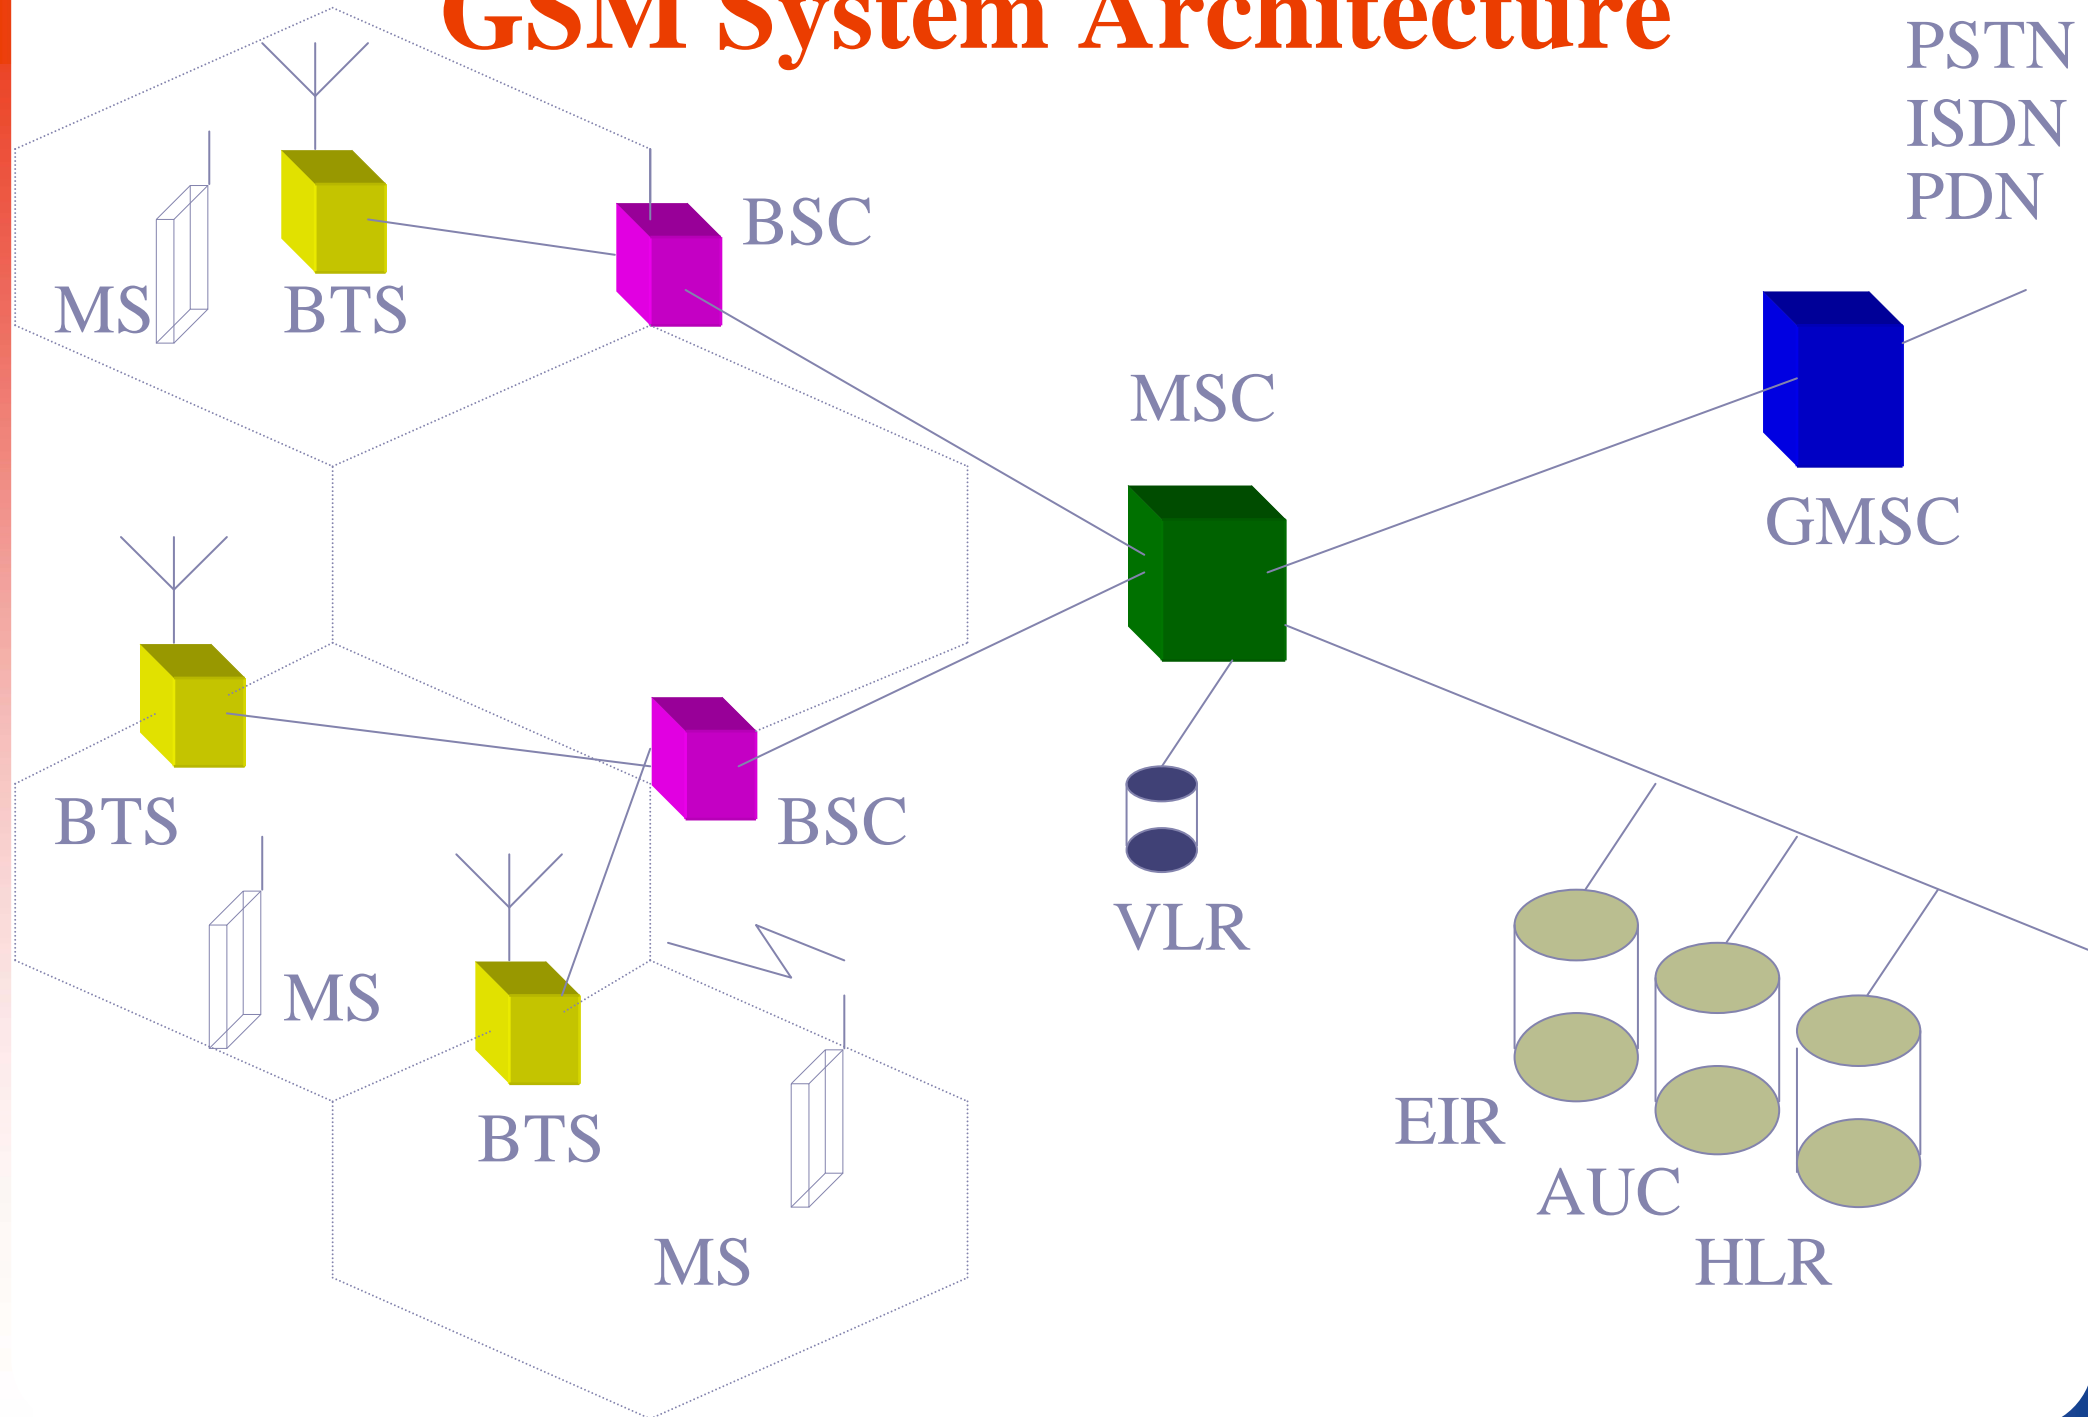 GSM System Architecture
PSTN
ISDN
PDN
BSC
MS
BTS
MSC
GMSC
BTS
BSC
VLR
MS
EIR
BTS
AUC
MS
HLR